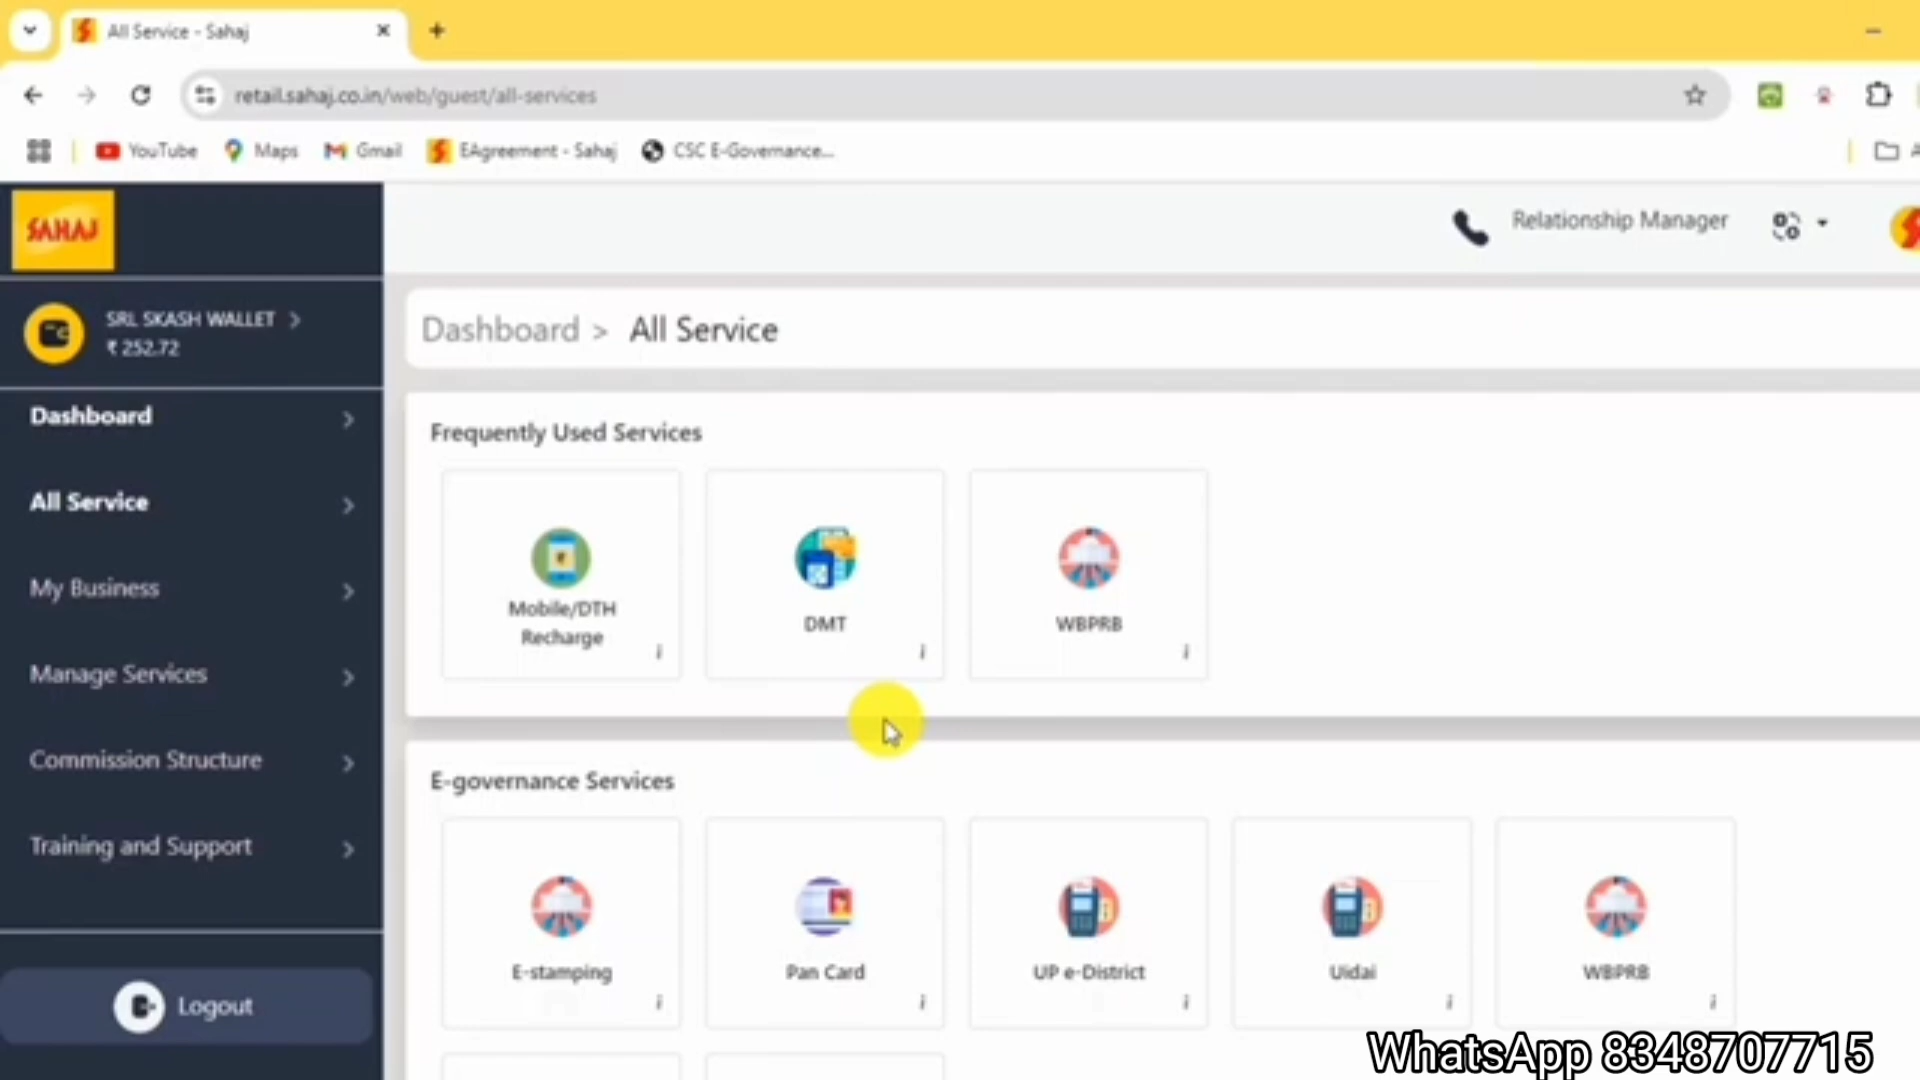 All Service - Sahaj
retail.sahaj.co.in/web/guest/all-services
YouTube
Maps
Gmail
EAgreement - Sahaj
CSC E-Governance...
SAHAJ
Relationship Manager
SRL SKASH WALLET
₹ 252.72
Dashboard > All Service
Dashboard
All Service
My Business
Manage Services
Commission Structure
Training and Support
Logout
Frequently Used Services
Mobile/DTH
Recharge
i
DMT
i
WBPRB
i
E-governance Services
E-stamping
i
Pan Card
i
UP e-District
i
Uidai
i
WBPRB
i
WhatsApp 8348707715